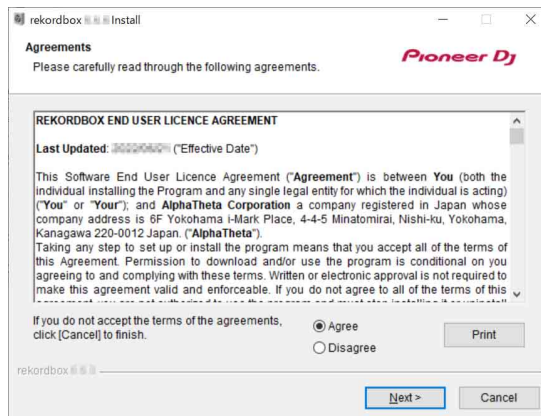 rekordbox Install
Agreements
Please carefully read through the following agreements.
Pioneer Dj
REKORDBOX END USER LICENCE AGREEMENT
Last Updated: ("Effective Date")
This Software End User Licence Agreement ("Agreement") is between You (both the
individual installing the Program and any single legal entity for which the individual is acting)
("You" or "Your"); and AlphaTheta Corporation a company registered in Japan whose
company address is 6F Yokohama i-Mark Place, 4-4-5 Minatomirai, Nishi-ku, Yokohama,
Kanagawa 220-0012 Japan. ("AlphaTheta").
Taking any step to set up or install the program means that you accept all of the terms of
this Agreement. Permission to download and/or use the program is conditional on you
agreeing to and complying with these terms. Written or electronic approval is not required to
make this agreement valid and enforceable. If you do not agree to all of the terms of this
If you do not accept the terms of the agreements,
click [Cancel] to finish.
Agree
Disagree
Print
rekordbox
Next >
Cancel